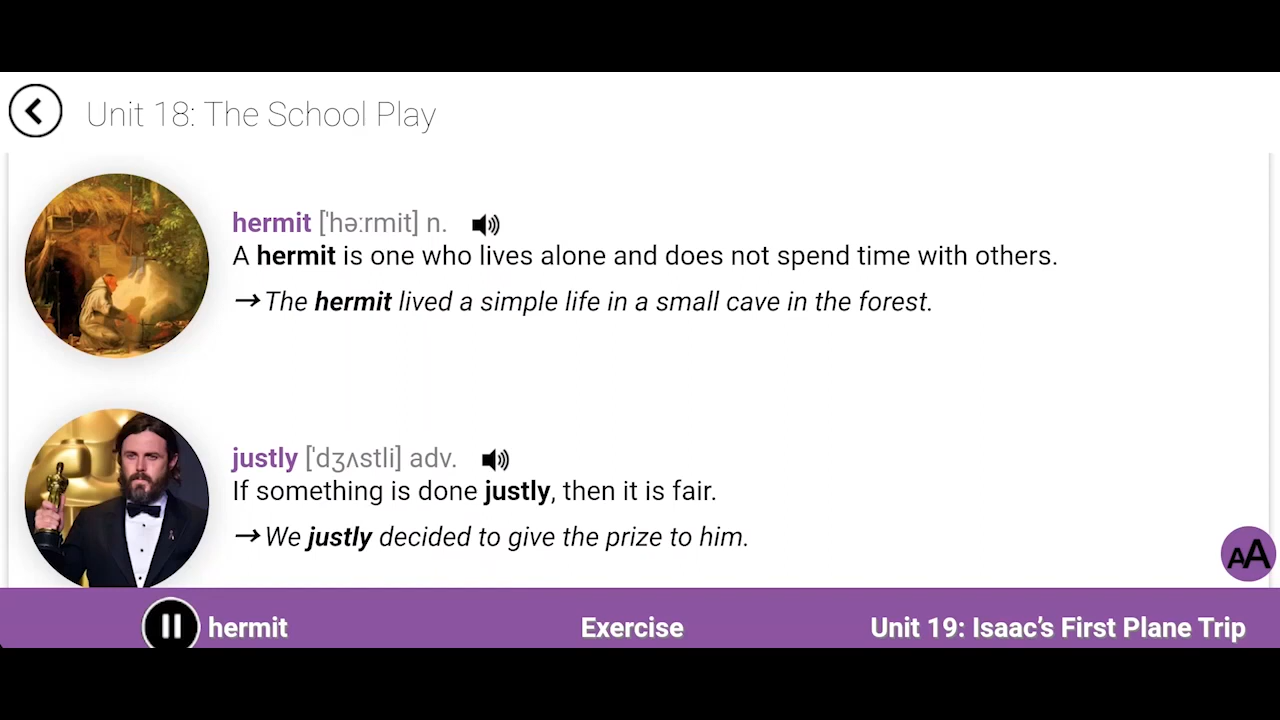 Unit 18: The School Play
hermit ['həːrmit] n.
A hermit is one who lives alone and does not spend time with others.
→ The hermit lived a simple life in a small cave in the forest.
justly ['dʒʌstli] adv.
If something is done justly, then it is fair.
→ We justly decided to give the prize to him.
AA
hermit
Exercise
Unit 19: Isaac’s First Plane Trip